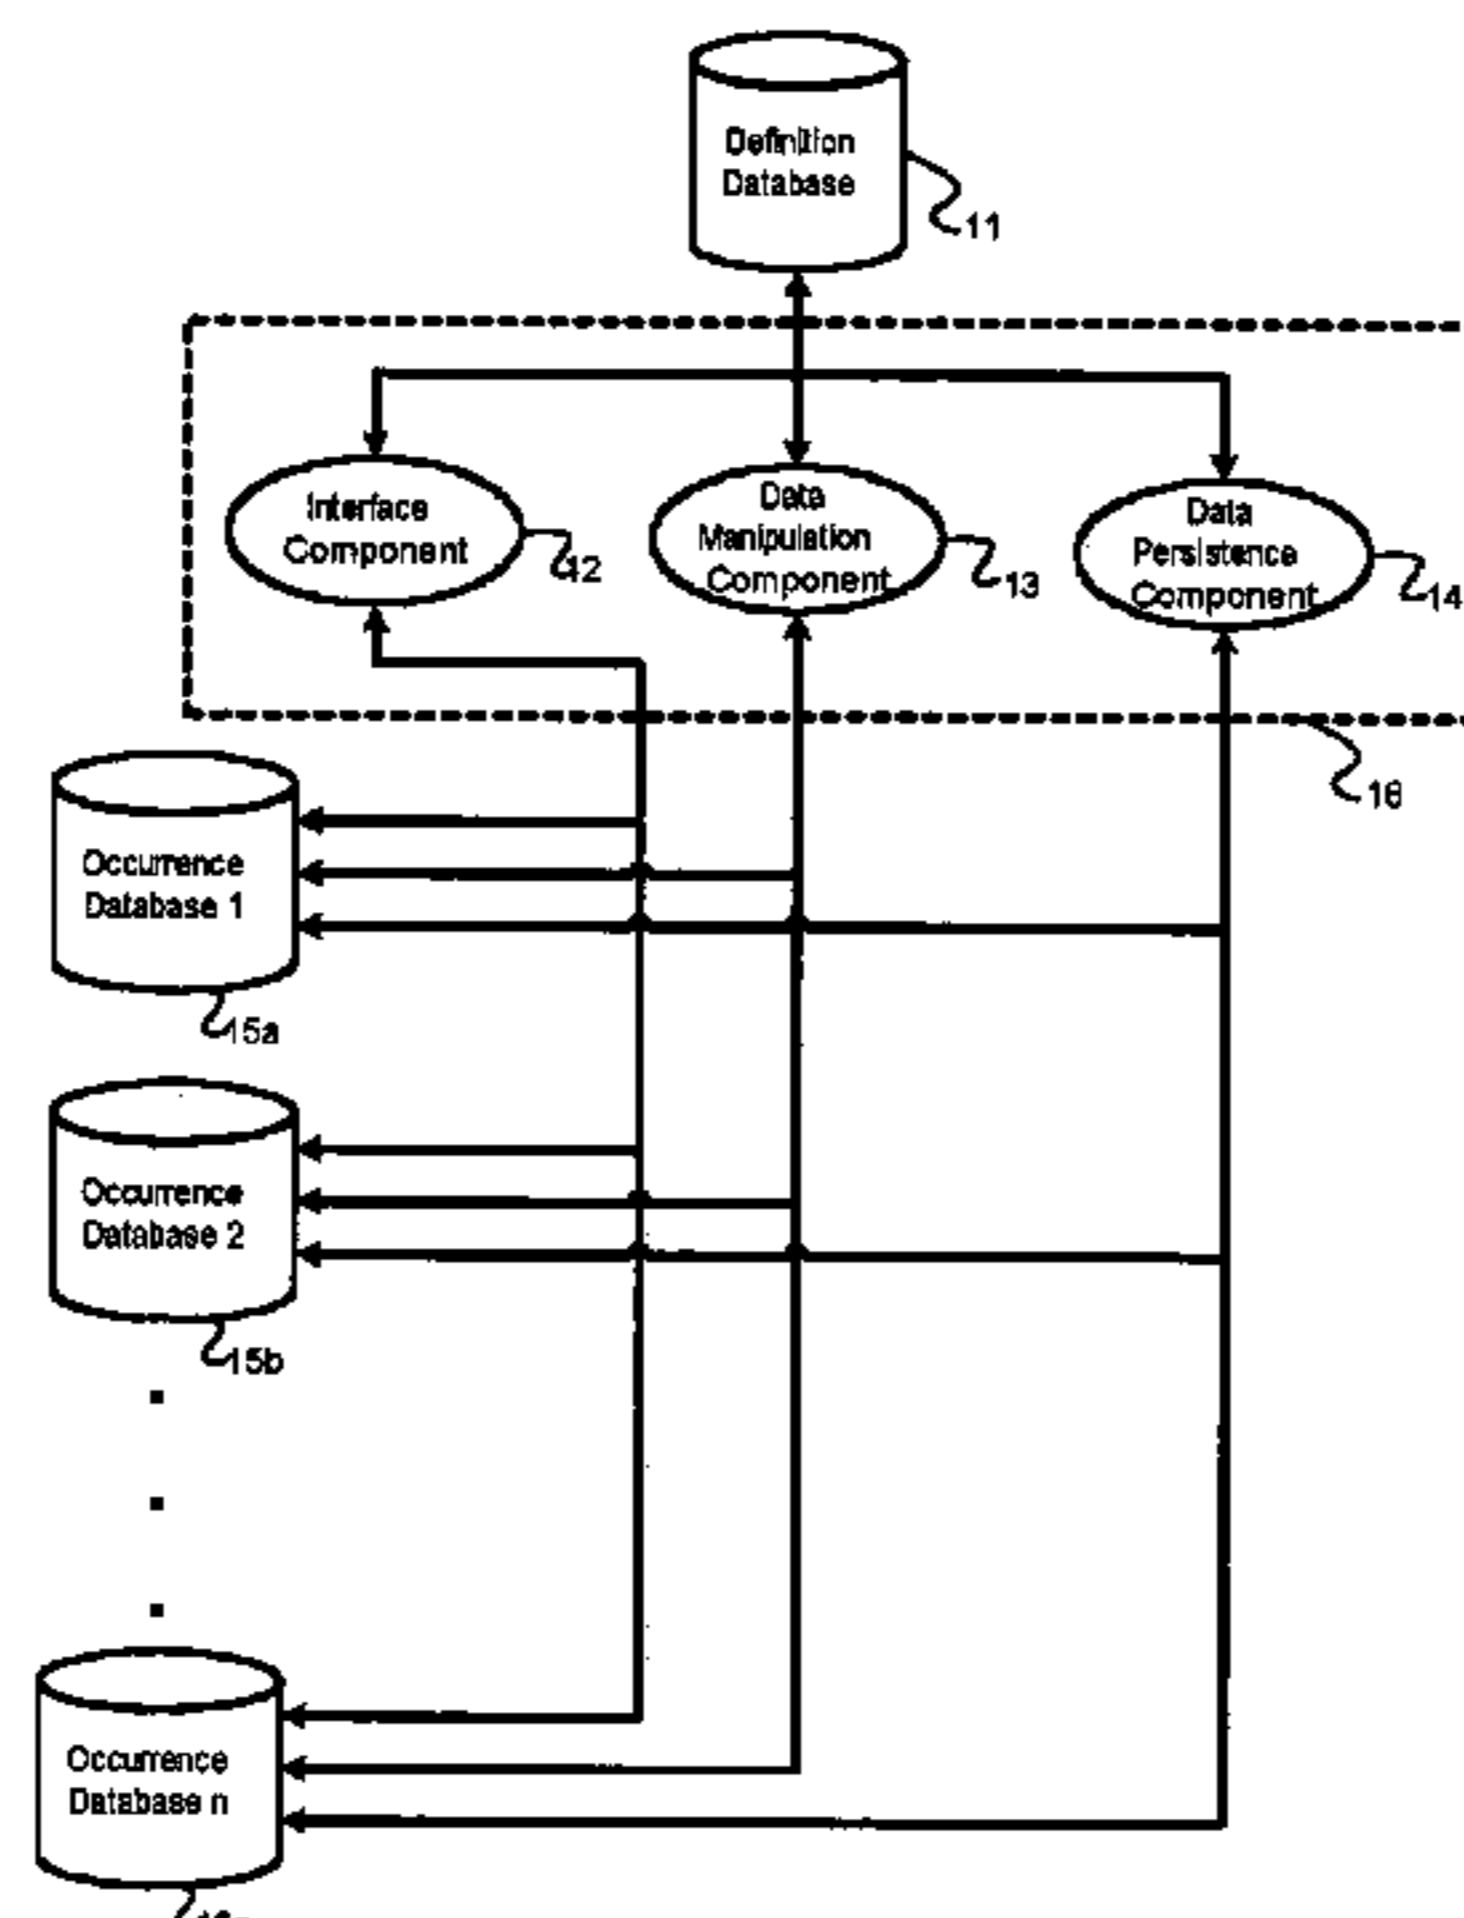 Definition
Database
11
Interface
Component
12
Data
Manipulation
Component
13
Data
Persistence
Component
14
16
Occurrence
Database 1
15a
Occurrence
Database 2
15b
Occurrence
Database n